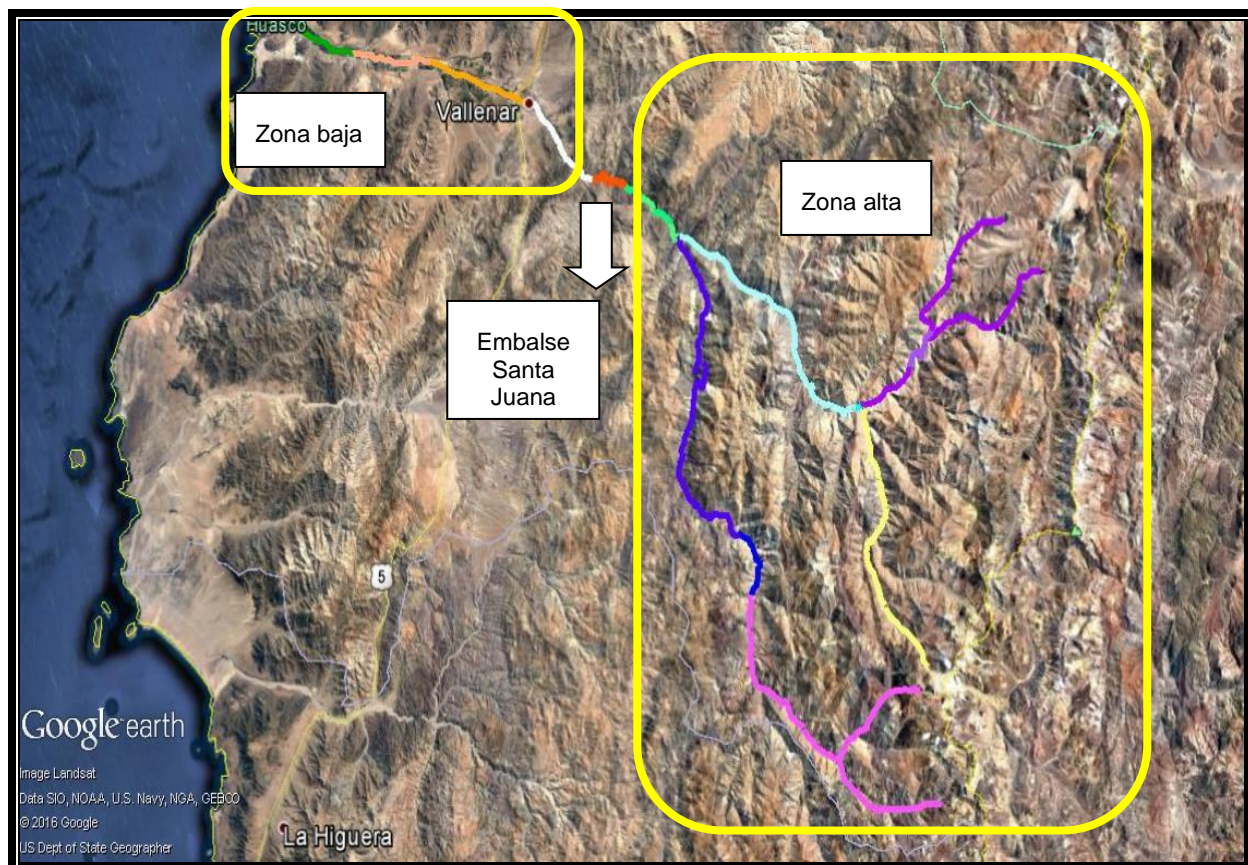 Huasco
Vallenar
Zona baja
Zona alta
Embalse
Santa
Juana
5
Google earth
Image Landsat
Data SIO, NOAA, U.S. Navy, NGA, GEBCO
© 2016 Google
US Dept of State Geographer
La Higuera